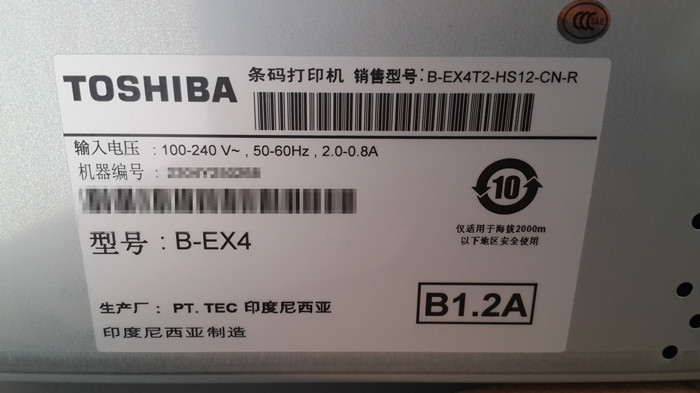 TOSHIBA 条码打印机 销售型号: B-EX4T2-HS12-CN-R
输入电压 : 100-240 V~ , 50-60Hz , 2.0-0.8A
机器编号 :
10
型号 : B-EX4
仅适用于海拔2000m
以下地区安全使用
生产厂 : PT. TEC 印度尼西亚
B1.2A
印度尼西亚制造